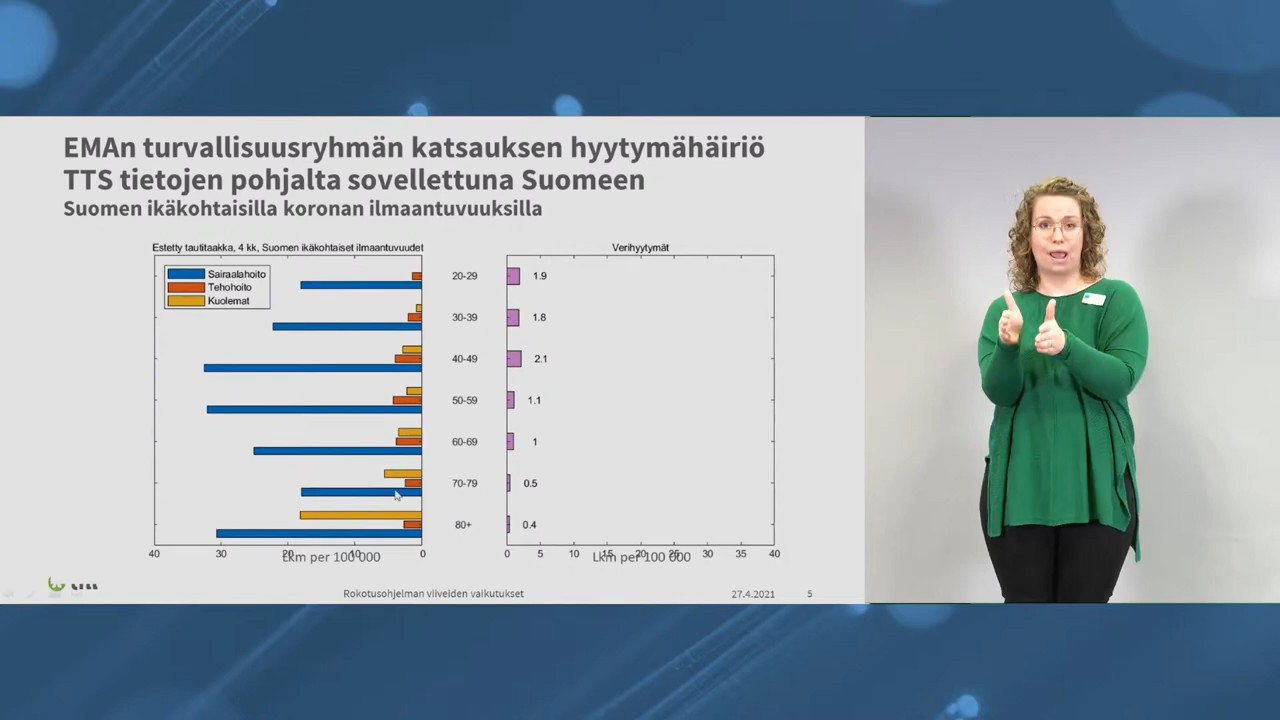 EMAn turvallisuusryhmän katsauksen hyytymähäiriö
TTS tietojen pohjalta sovellettuna Suomeen
Suomen ikäkohtaisilla koronan ilmaantuvuuksilla
Estetty tautitaakka, 4 kk, Suomen ikäkohtaiset ilmaantuvuudet
Verihyytymät
Sairaalahoito
Tehohoito
Kuolemat
20-29 1.9
30-39 1.8
40-49 2.1
50-59 1.1
60-69 1
70-79 0.5
80+ 0.4
40 30 20 10 0
0 5 10 15 20 25 30 35 40
Lkm per 100 000
Lkm per 100 000
Rokotusohjelman viiveiden vaikutukset
27.4.2021
5